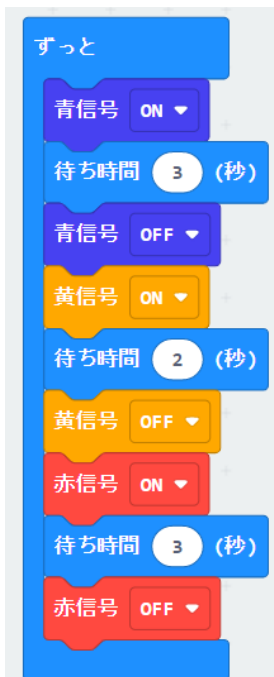 ずっと
青信号 ON
待ち時間 3 (秒)
青信号 OFF
黄信号 ON
待ち時間 2 (秒)
黄信号 OFF
赤信号 ON
待ち時間 3 (秒)
赤信号 OFF